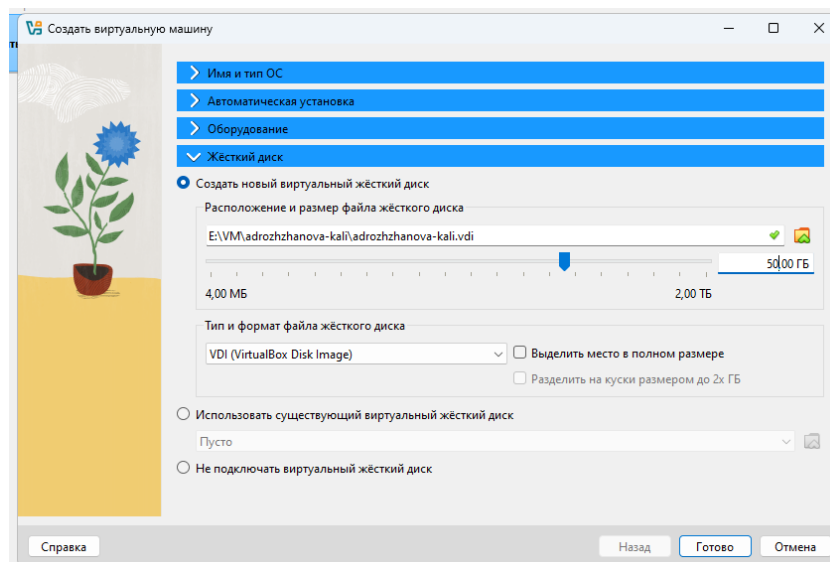 Создать виртуальную машину
Имя и тип ОС
Автоматическая установка
Оборудование
Жёсткий диск
Создать новый виртуальный жёсткий диск
Расположение и размер файла жёсткого диска
E:\VM\adrozhzhanova-kali\adrozhzhanova-kali.vdi
50,00 ГБ
4,00 МБ 2,00 ТБ
Тип и формат файла жёсткого диска
VDI (VirtualBox Disk Image) Выделить место в полном размере
Разделить на куски размером до 2х ГБ
Использовать существующий виртуальный жёсткий диск
Пусто
Не подключать виртуальный жёсткий диск
Справка Назад Готово Отмена